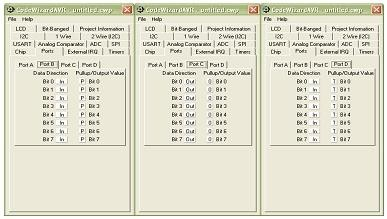 CodeWizardAVR - untitled.cwp
File Help
LCD Bit-Banged Project Information
I2C 1 Wire 2 Wire (I2C)
USART Analog Comparator ADC SPI
Chip Ports External IRQ Timers
Port A Port B Port C Port D
Data Direction Pullup/Output Value
Bit 0 In P Bit 0
Bit 1 In P Bit 1
Bit 2 In P Bit 2
Bit 3 In P Bit 3
Bit 4 In P Bit 4
Bit 5 In P Bit 5
Bit 6 In P Bit 6
Bit 7 In P Bit 7
CodeWizardAVR - untitled.cwp
File Help
LCD Bit-Banged Project Information
I2C 1 Wire 2 Wire (I2C)
USART Analog Comparator ADC SPI
Chip Ports External IRQ Timers
Port A Port B Port C Port D
Data Direction Pullup/Output Value
Bit 0 Out 0 Bit 0
Bit 1 Out 0 Bit 1
Bit 2 Out 0 Bit 2
Bit 3 Out 0 Bit 3
Bit 4 Out 0 Bit 4
Bit 5 Out 0 Bit 5
Bit 6 Out 0 Bit 6
Bit 7 Out 0 Bit 7
CodeWizardAVR - untitled.cwp
File Help
LCD Bit-Banged Project Information
I2C 1 Wire 2 Wire (I2C)
USART Analog Comparator ADC SPI
Chip Ports External IRQ Timers
Port A Port B Port C Port D
Data Direction Pullup/Output Value
Bit 0 In T Bit 0
Bit 1 In T Bit 1
Bit 2 In T Bit 2
Bit 3 In T Bit 3
Bit 4 In T Bit 4
Bit 5 In T Bit 5
Bit 6 In T Bit 6
Bit 7 In T Bit 7